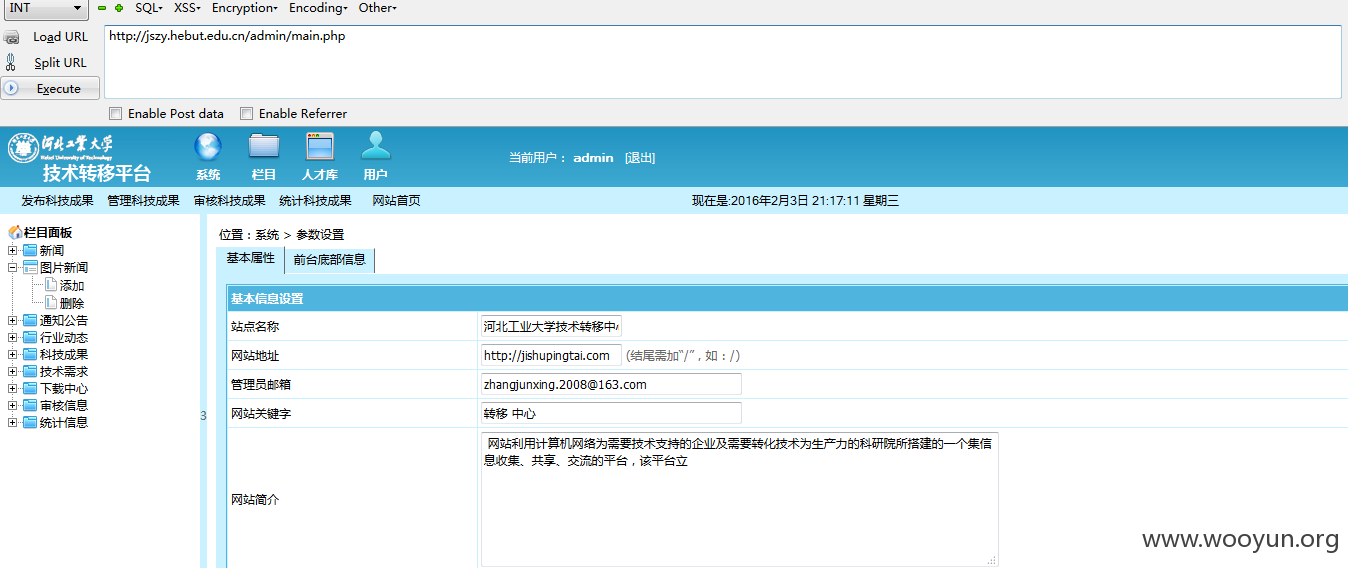 INT SQL- XSS- Encryption- Encoding- Other-
Load URL http://jszy.hebut.edu.cn/admin/main.php
Split URL
Execute
Enable Post data Enable Referrer
河北工业大学
Hebei University of Technology
技术转移平台
系统 栏目 人才库 用户
当前用户： admin [退出]
发布科技成果 管理科技成果 审核科技成果 统计科技成果 网站首页 现在是:2016年2月3日 21:17:11 星期三
栏目面板
新闻
图片新闻
添加
删除
通知公告
行业动态
科技成果
技术需求
下载中心
审核信息
统计信息
3
位置：系统 > 参数设置
基本属性 前台底部信息
基本信息设置
站点名称 河北工业大学技术转移中
网站地址 http://jishupingtai.com (结尾需加“/”，如：/)
管理员邮箱 zhangjunxing.2008@163.com
网站关键字 转移 中心
网站简介 网站利用计算机网络为需要技术支持的企业及需要转化技术为生产力的科研院所搭建的一个集信
息收集、共享、交流的平台，该平台立
www.wooyun.org